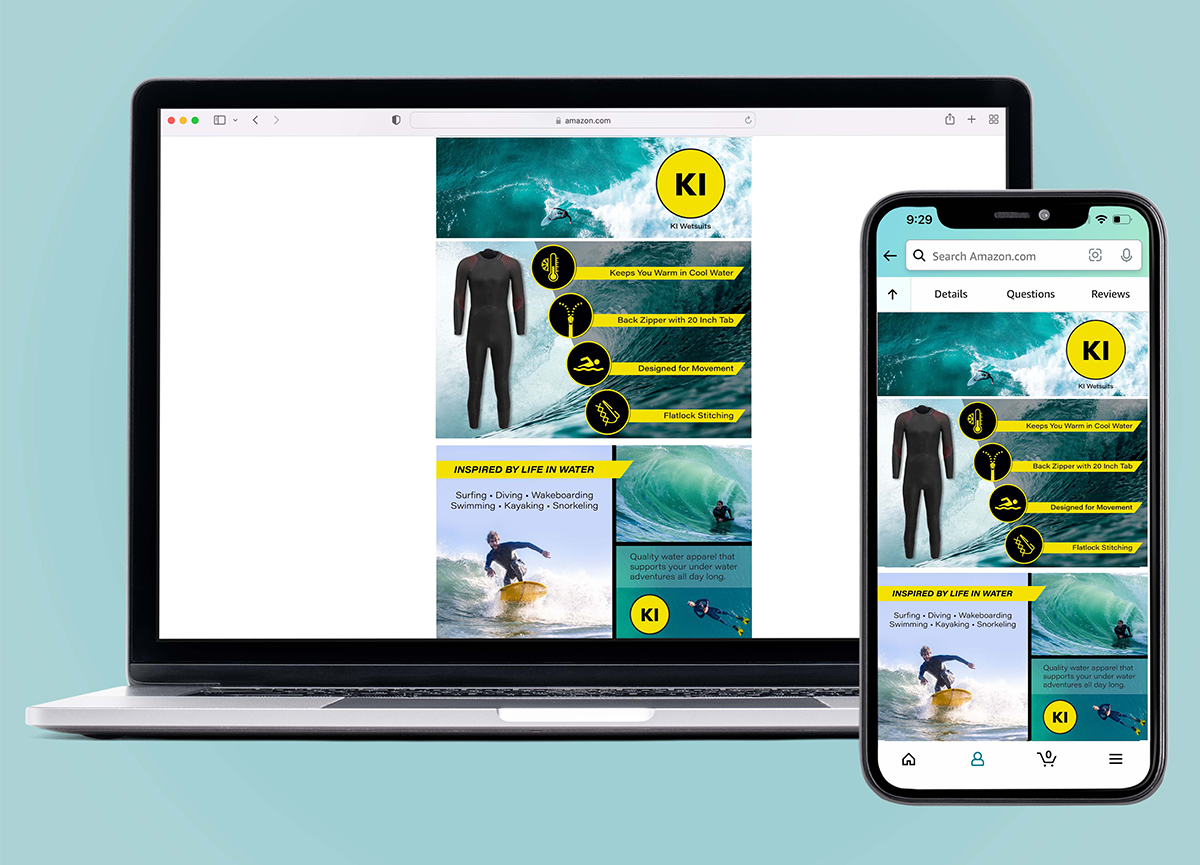 amazon.com
KI
KI Wetsuits
Keeps You Warm in Cool Water
Back Zipper with 20 Inch Tab
Designed for Movement
Flatlock Stitching
INSPIRED BY LIFE IN WATER
Surfing • Diving • Wakeboarding
Swimming • Kayaking • Snorkeling
Quality water apparel that
supports your under water
adventures all day long.
KI
9:29
Search Amazon.com
Details Questions Reviews
KI
KI Wetsuits
Keeps You Warm in Cool Water
Back Zipper with 20 Inch Tab
Designed for Movement
Flatlock Stitching
INSPIRED BY LIFE IN WATER
Surfing • Diving • Wakeboarding
Swimming • Kayaking • Snorkeling
Quality water apparel that
supports your under water
adventures all day long.
KI
0